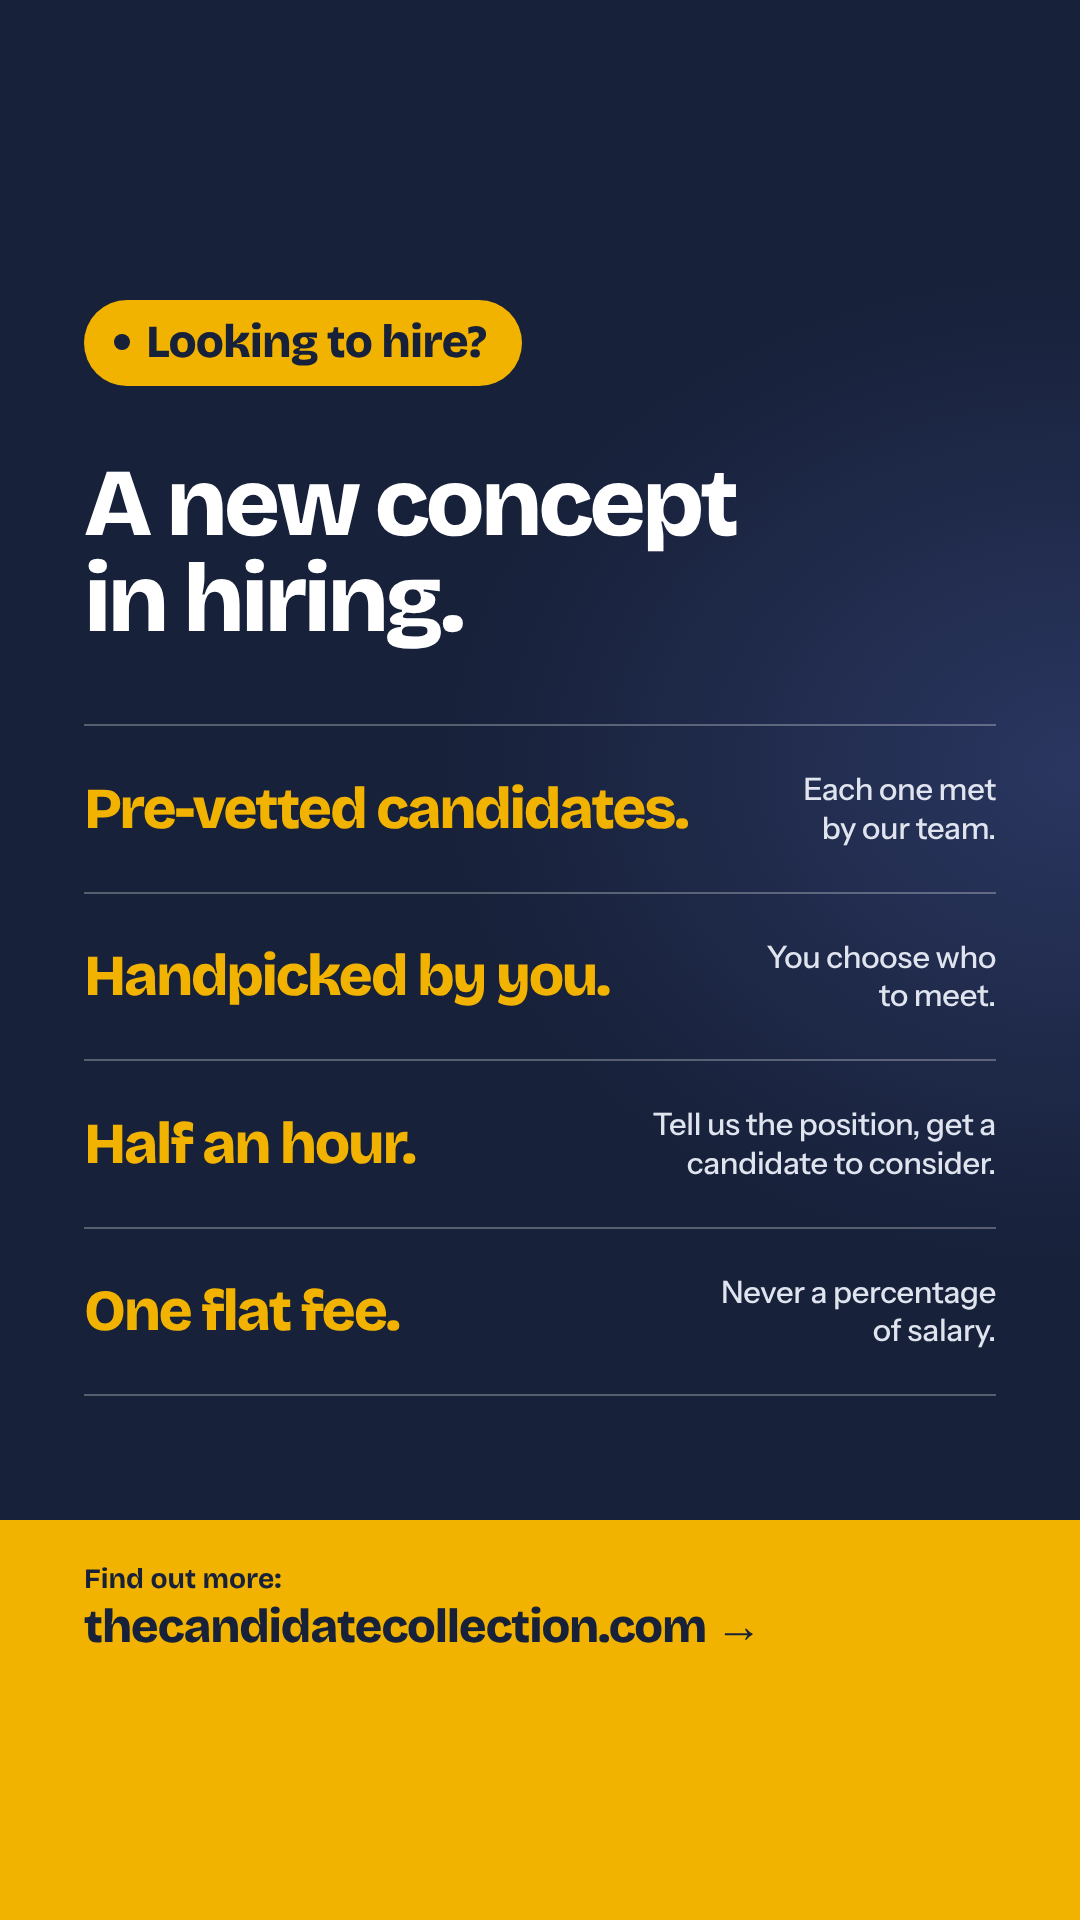 Looking to hire?
A new concept
in hiring.
Pre-vetted candidates.
Each one met
by our team.
Handpicked by you.
You choose who
to meet.
Half an hour.
Tell us the position, get a
candidate to consider.
One flat fee.
Never a percentage
of salary.
Find out more:
thecandidatecollection.com →